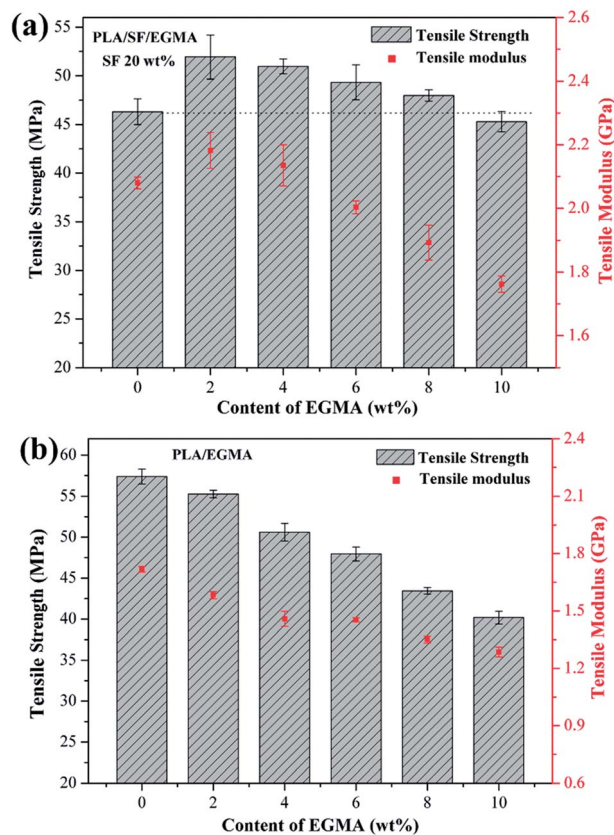 (a)
PLA/SF/EGMA
SF 20 wt%
Tensile Strength
Tensile modulus
Tensile Strength (MPa)
55
50
45
40
35
30
25
20
Tensile Modulus (GPa)
2.6
2.4
2.2
2.0
1.8
1.6
0 2 4 6 8 10
Content of EGMA (wt%)
(b)
PLA/EGMA
Tensile Strength
Tensile modulus
Tensile Strength (MPa)
60
55
50
45
40
35
30
25
20
Tensile Modulus (GPa)
2.4
2.1
1.8
1.5
1.2
0.9
0.6
0 2 4 6 8 10
Content of EGMA (wt%)